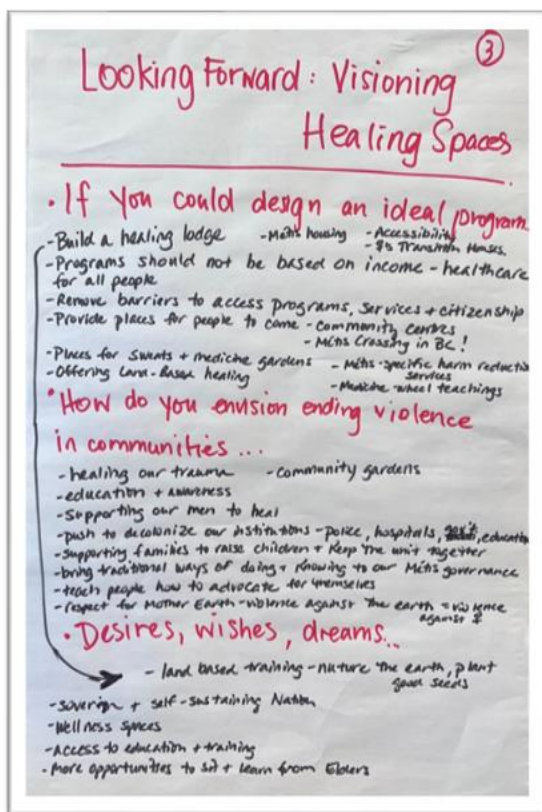 ③
Looking Forward: Visioning
Healing Spaces
• If you could design an ideal program
- Build a healing lodge - Métis housing - Accessibility
- $ to Transition Houses.
- Programs should not be based on income - healthcare
for all people
- Remove barriers to access programs, services + citizenship
- Provide places for people to come - community centres
- Métis Crossing in BC!
- Places for sweats + medicine gardens - Métis-specific harm reduction
services
- Offering Land-Based healing
- Medicine wheel teachings
• How do you envision ending violence
in communities ...
- healing our trauma - community gardens
- education + awareness
- supporting our men to heal
- push to decolonize our institutions - police, hospitals, gov't, education
- supporting families to raise children + keep the unit together
- bring traditional ways of doing + knowing to our Métis governance
- teach people how to advocate for themselves
- respect for Mother Earth - violence against the earth = violence
against ♀
• Desires, wishes, dreams...
- land based training - nuture the earth, plant
good seeds
- soverign + self-sustaining Nation
- Wellness spaces
- Access to education + training
- More opportunities to sit + learn from Elders